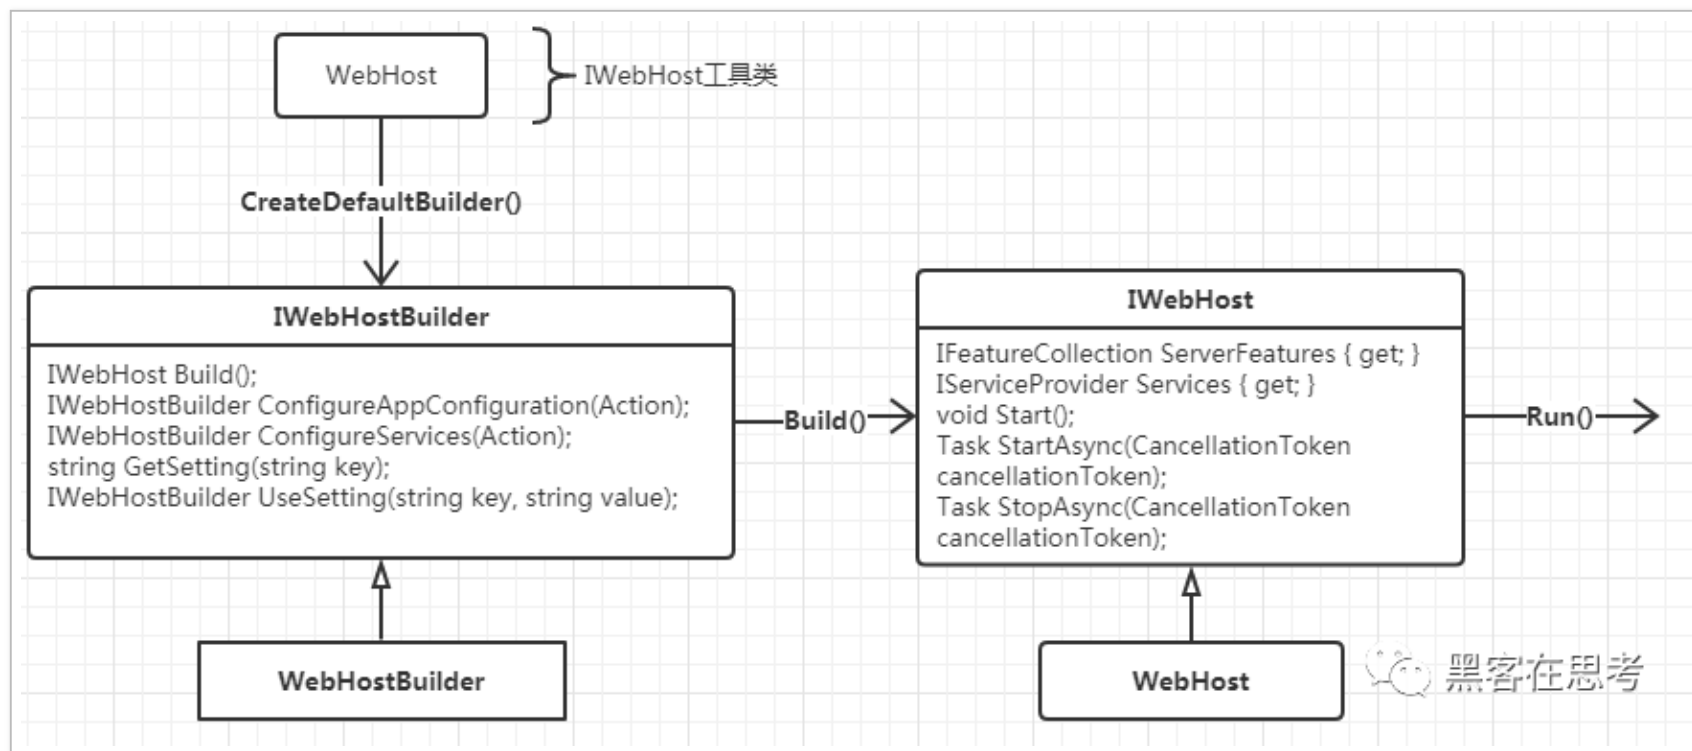 WebHost
IWebHost工具类
CreateDefaultBuilder()
IWebHostBuilder
IWebHost Build();
IWebHostBuilder ConfigureAppConfiguration(Action);
IWebHostBuilder ConfigureServices(Action);
string GetSetting(string key);
IWebHostBuilder UseSetting(string key, string value);
Build()
IWebHost
IFeatureCollection ServerFeatures { get; }
IServiceProvider Services { get; }
void Start();
Task StartAsync(CancellationToken
cancellationToken);
Task StopAsync(CancellationToken
cancellationToken);
Run()
WebHostBuilder
WebHost
黑客在思考